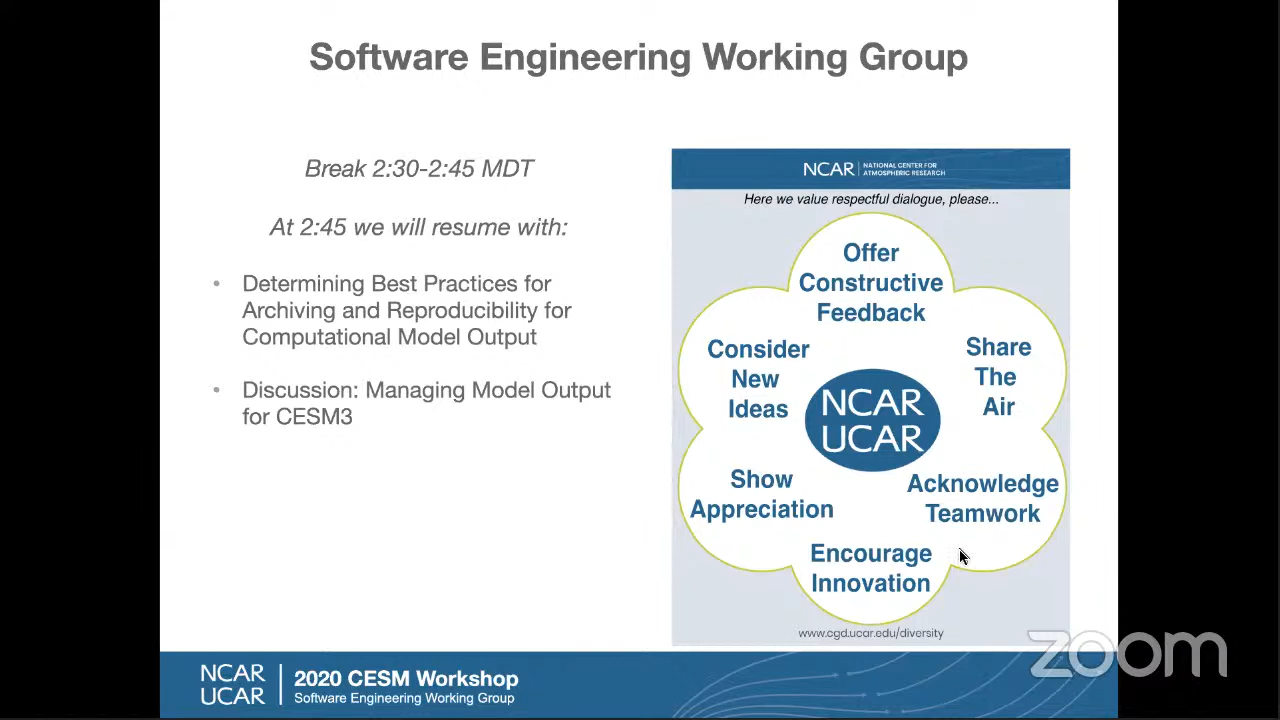 Software Engineering Working Group
Break 2:30-2:45 MDT
At 2:45 we will resume with:
• Determining Best Practices for
Archiving and Reproducibility for
Computational Model Output
• Discussion: Managing Model Output
for CESM3
NCAR | NATIONAL CENTER FOR
ATMOSPHERIC RESEARCH
Here we value respectful dialogue, please...
Offer
Constructive
Feedback
Consider
New
Ideas
Share
The
Air
NCAR
UCAR
Show
Appreciation
Acknowledge
Teamwork
Encourage
Innovation
www.cgd.ucar.edu/diversity
zoom
NCAR
UCAR
2020 CESM Workshop
Software Engineering Working Group